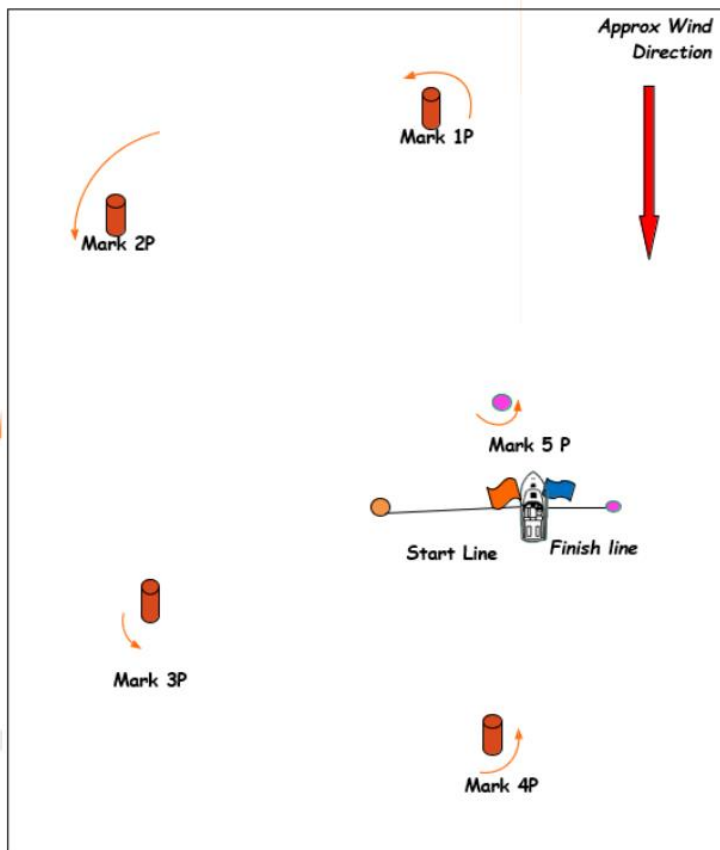 Approx Wind
Direction
Mark 1P
Mark 2P
Mark 5 P
Start Line
Finish line
Mark 3P
Mark 4P